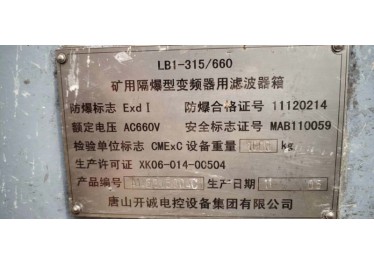 LB1-315/660
矿用隔爆型变频器用滤波器箱
防爆标志 ExdⅠ 防爆合格证号 11120214
额定电压 AC660V 安全标志证号 MAB110059
检验单位标志 CMExC 设备重量 kg
生产许可证 XK06-014-00504
产品编号 生产日期
唐山开诚电控设备集团有限公司